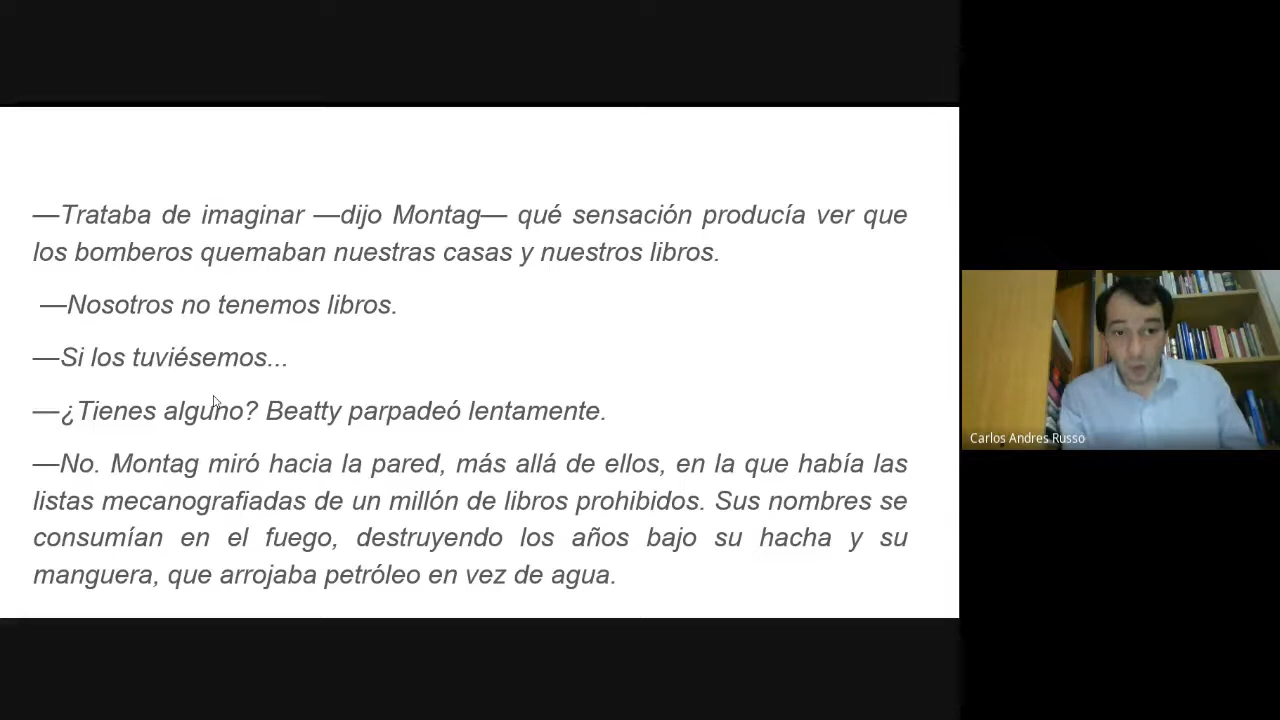 —Trataba de imaginar —dijo Montag— qué sensación producía ver que
los bomberos quemaban nuestras casas y nuestros libros.
—Nosotros no tenemos libros.
—Si los tuviésemos...
—¿Tienes alguno? Beatty parpadeó lentamente.
—No. Montag miró hacia la pared, más allá de ellos, en la que había las
listas mecanografiadas de un millón de libros prohibidos. Sus nombres se
consumían en el fuego, destruyendo los años bajo su hacha y su
manguera, que arrojaba petróleo en vez de agua.
Carlos Andres Russo